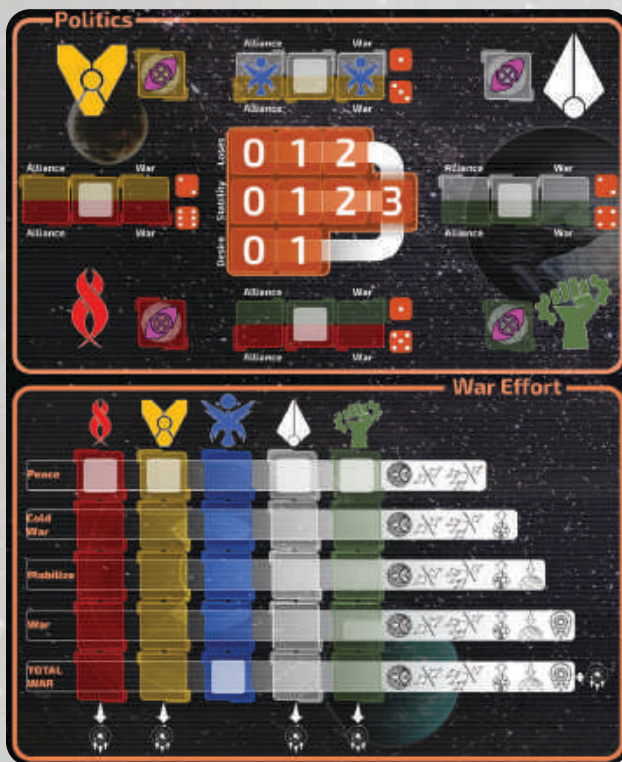 Politics
Alliance War
Alliance War
Loses 0 1 2
Stability 0 1 2 3
Desire 0 1
Alliance War
Alliance War
Alliance War
Alliance War
Alliance War
Alliance War
War Effort
Peace
Cold
War
Mobilize
War
TOTAL
WAR
+